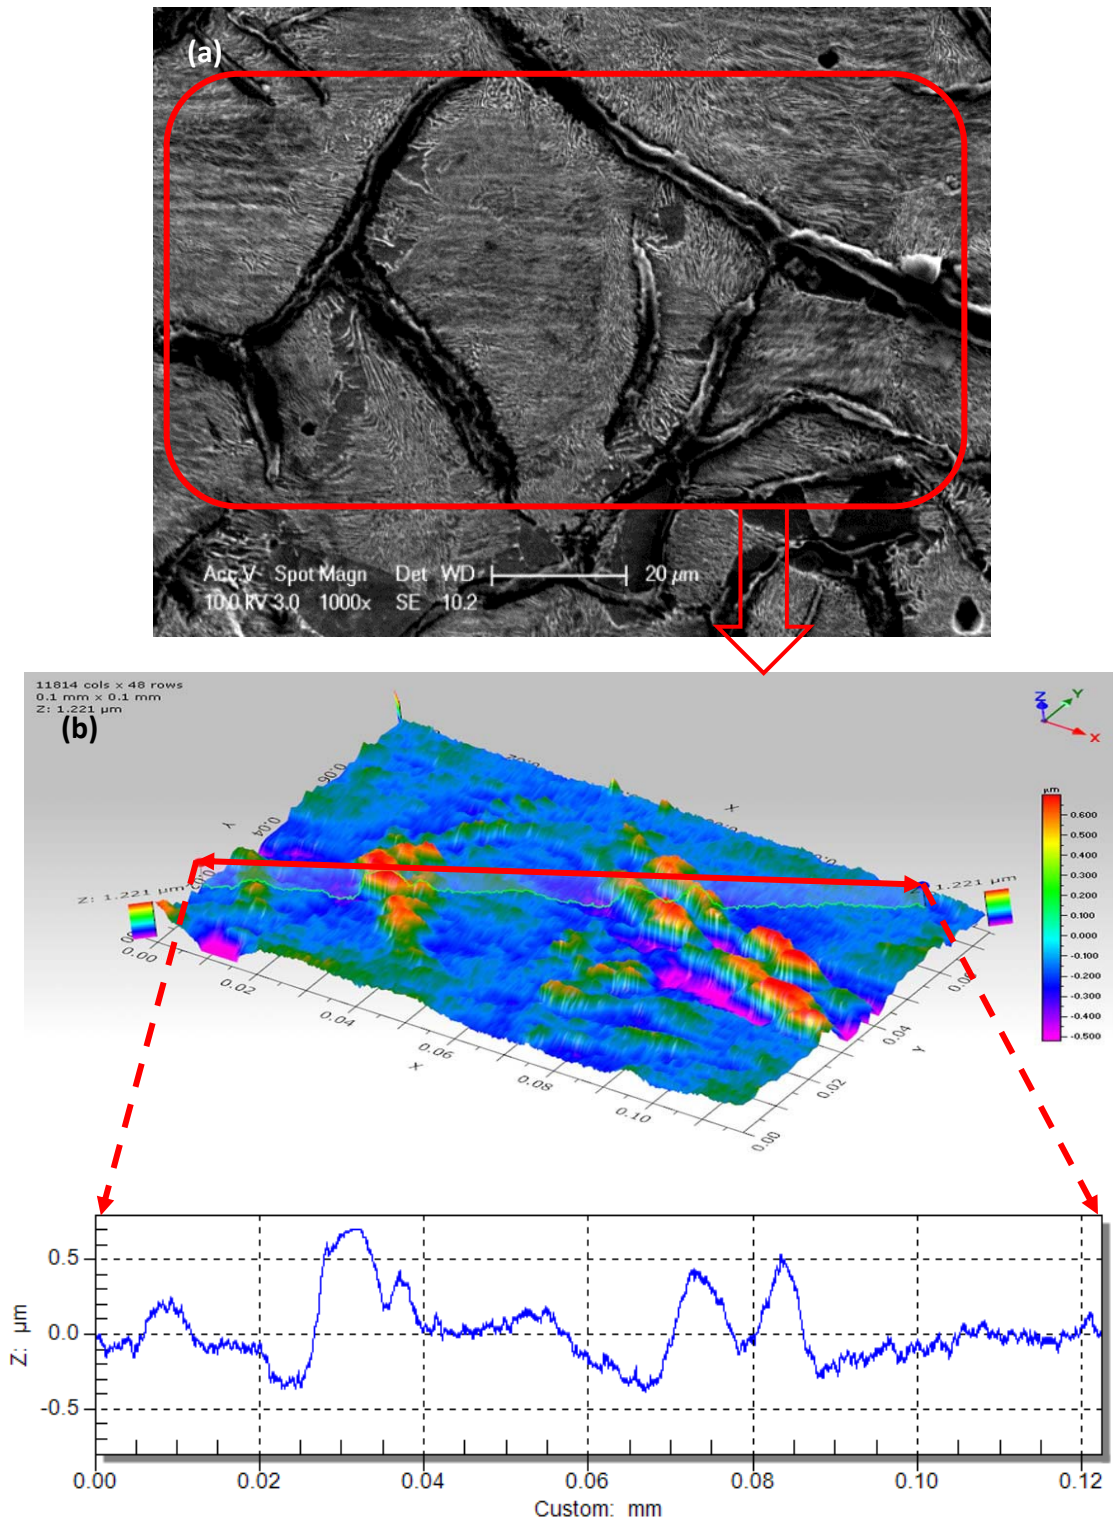 (a)
Acc.V Spot Magn Det WD 20 µm
10.0 kV 3.0 1000x SE 10.2
11814 cols x 48 rows
0.1 mm x 0.1 mm
Z: 1.221 µm
(b)
Z
Y
X
µm
0.600
0.500
0.400
0.300
0.200
0.100
0.000
-0.100
-0.200
-0.300
-0.400
-0.500
X
0.06
Y
0.04
Z: 1.221 µm
1.221 µm
0.00
0.02
0.04
0.06
0.08
0.10
X
0.00
0.02
0.04
Y
0.5
0.0
-0.5
Z: µm
0.00 0.02 0.04 0.06 0.08 0.10 0.12
Custom: mm